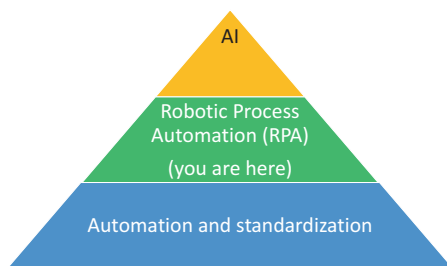 AI
Robotic Process
Automation (RPA)
(you are here)
Automation and standardization